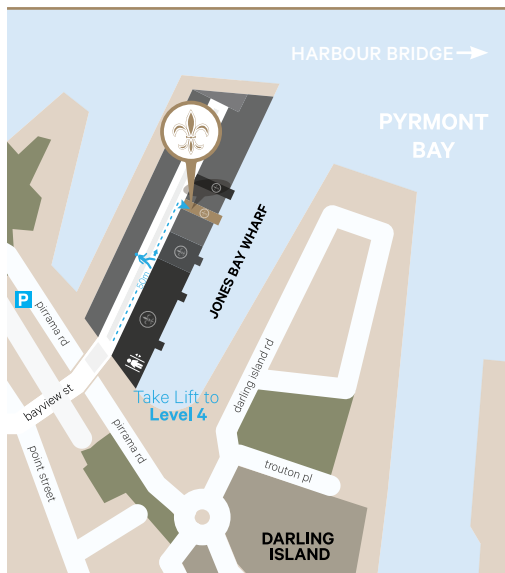 HARBOUR BRIDGE
PYRMONT
BAY
JONES BAY WHARF
50m
P
pirrama rd
darling island rd
Take Lift to
Level 4
bayview st
pirrama rd
point street
trouton pl
DARLING
ISLAND